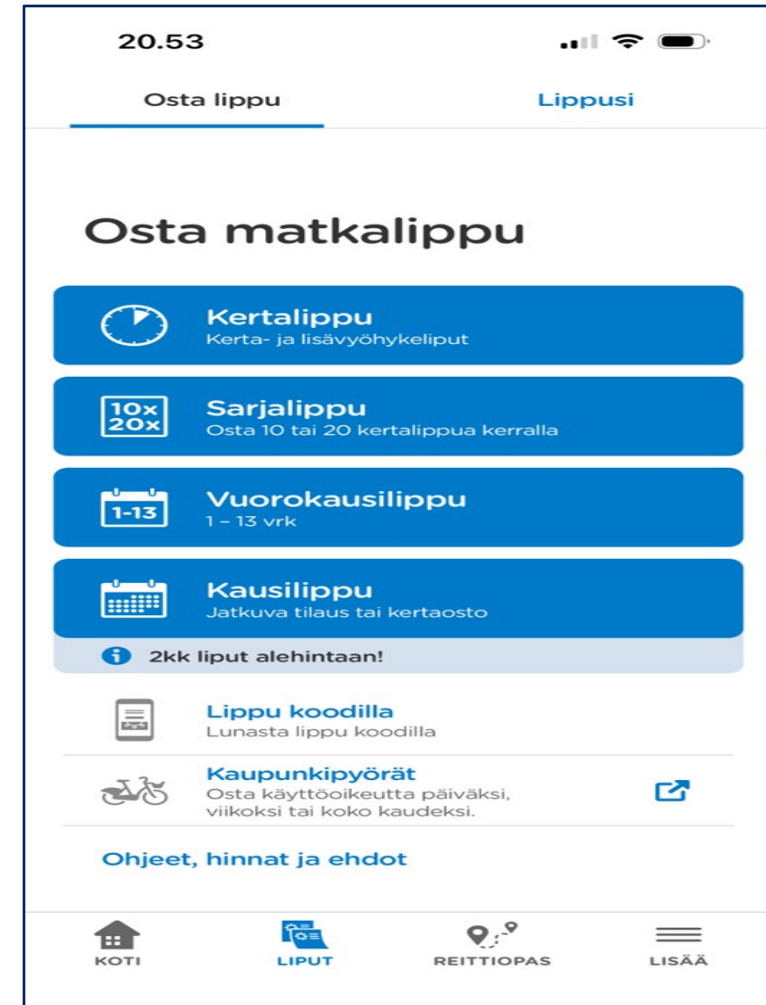 20.53
Osta lippu
Lippusi
Osta matkalippu
Kertalippu
Kerta- ja lisävyöhykeliput
10x
20x
Sarjalippu
Osta 10 tai 20 kertalippua kerralla
1-13
Vuorokausilippu
1 – 13 vrk
Kausilippu
Jatkuva tilaus tai kertaosto
2kk liput alehintaan!
Lippu koodilla
Lunasta lippu koodilla
Kaupunkipyörät
Osta käyttöoikeutta päiväksi,
viikoksi tai koko kaudeksi.
Ohjeet, hinnat ja ehdot
KOTI
LIPUT
REITTIOPAS
LISÄÄ